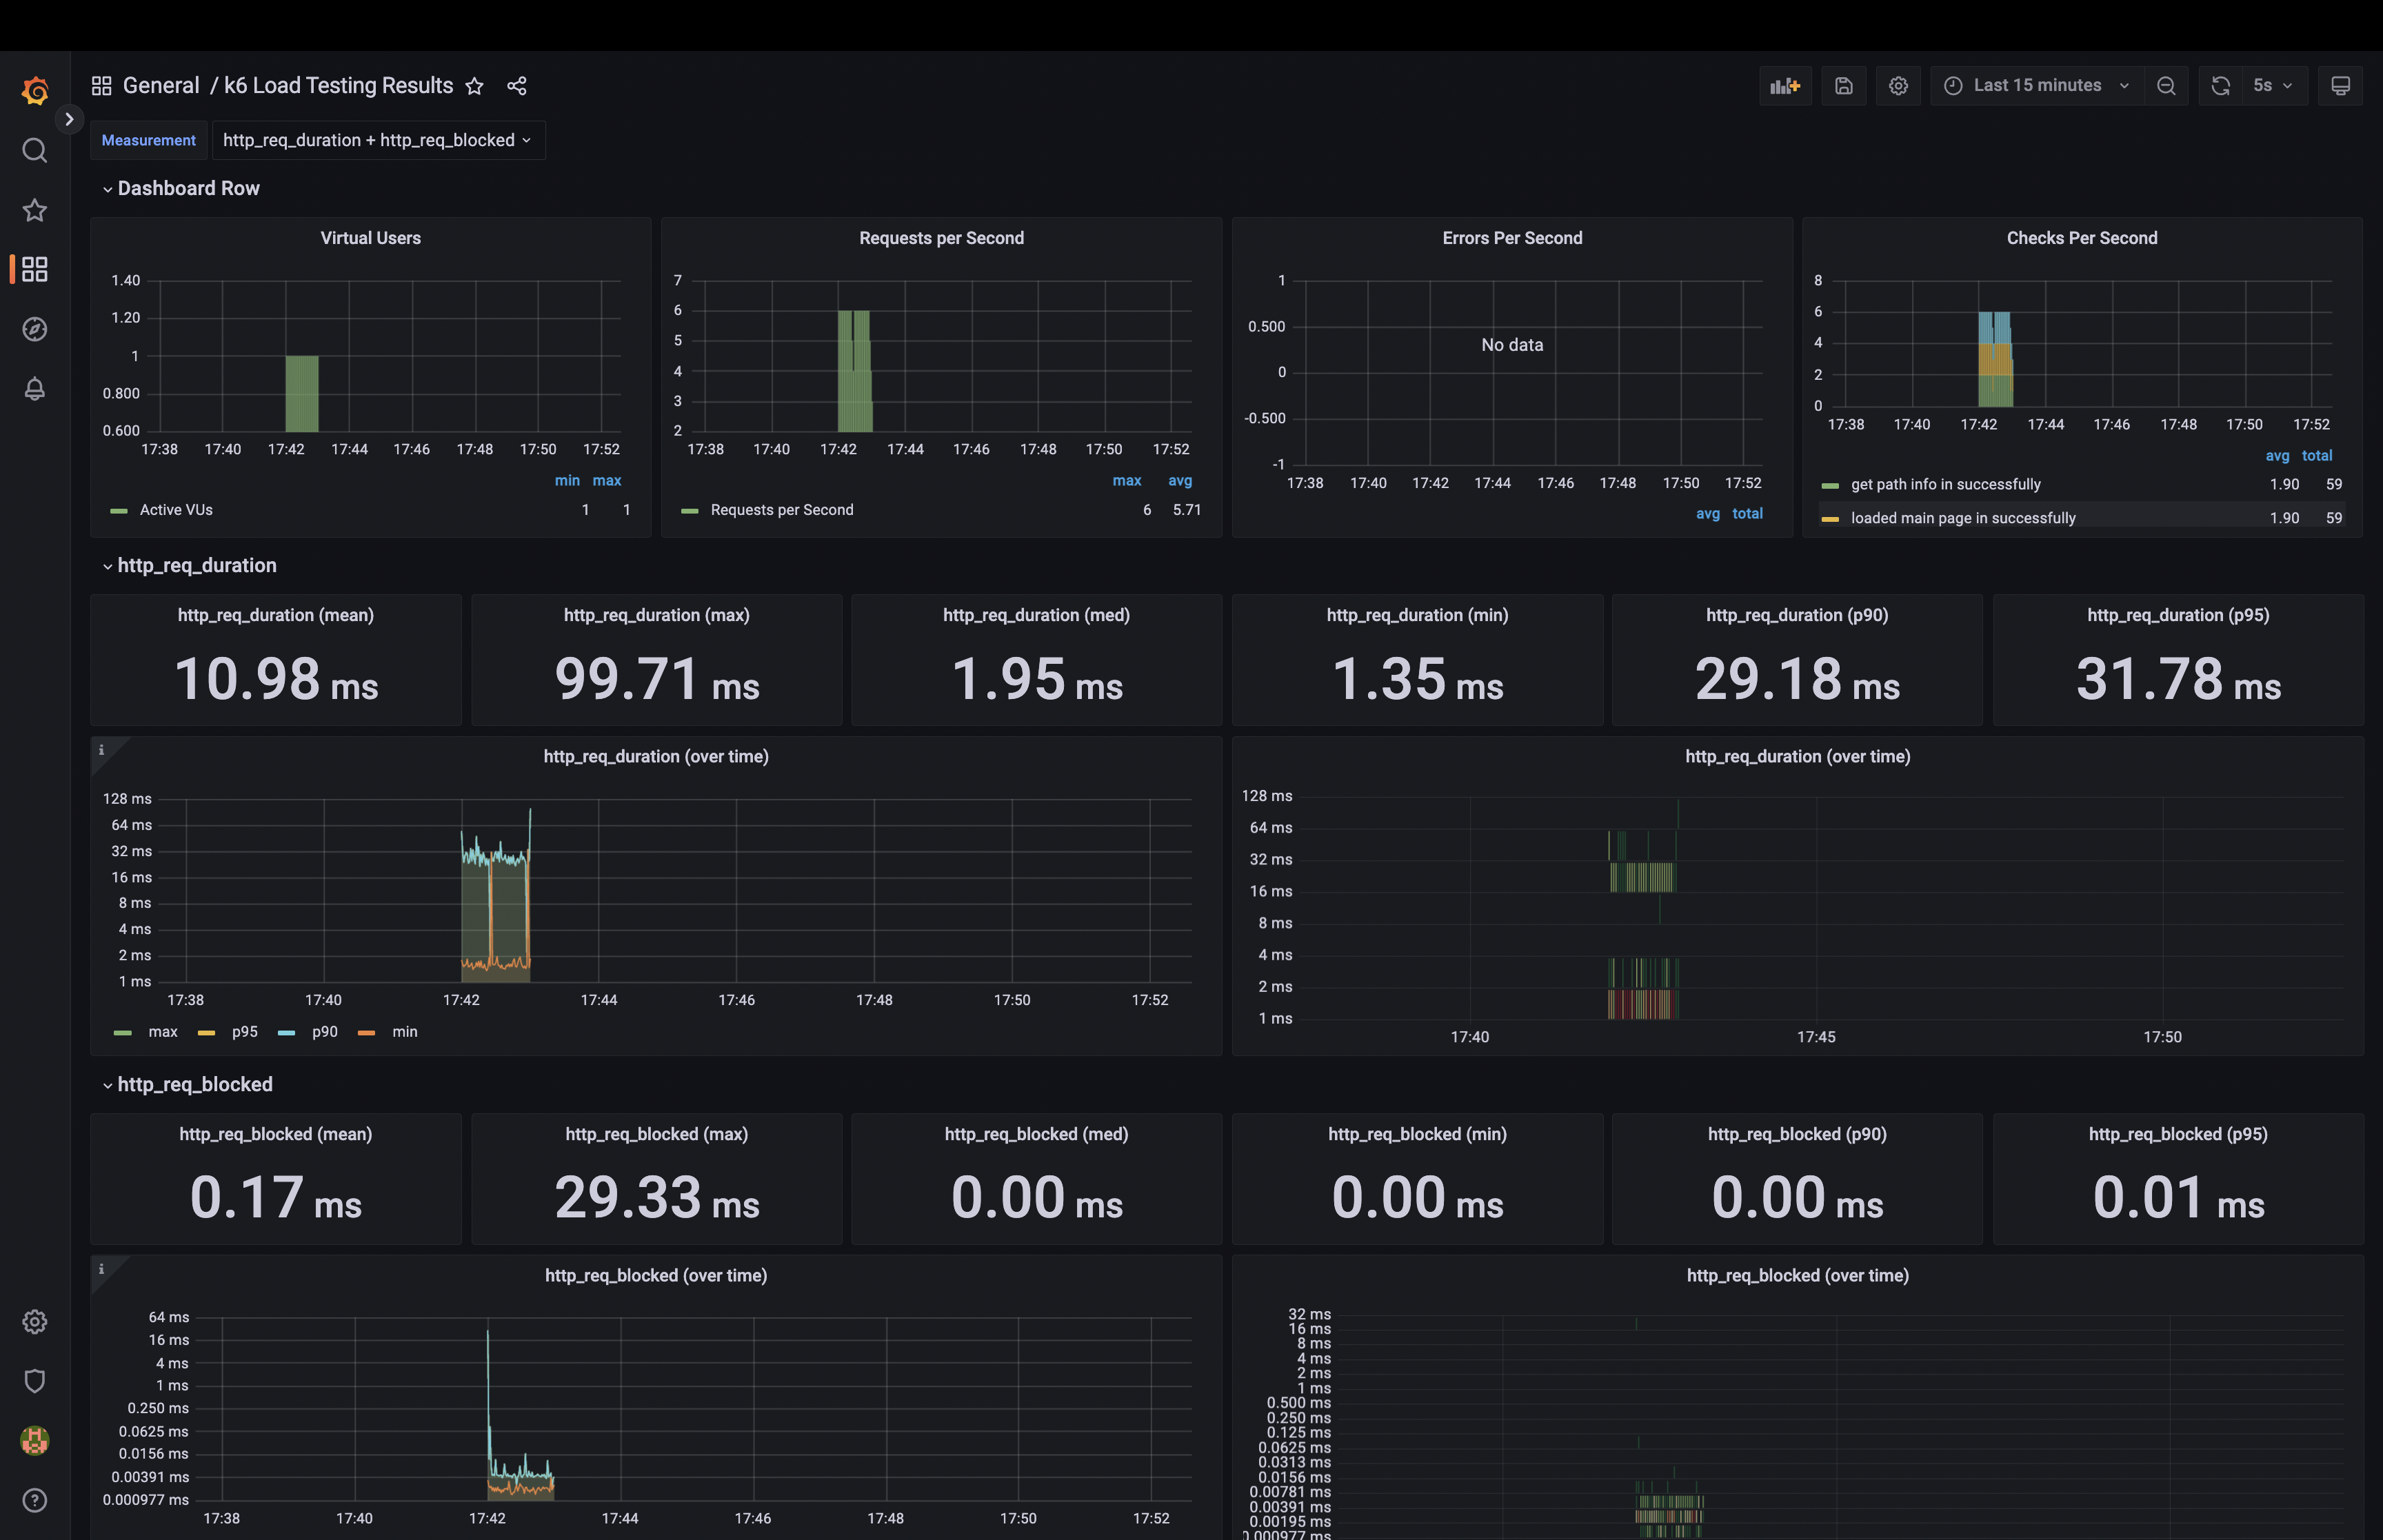 General / k6 Load Testing Results
Last 15 minutes
5s
Measurement
http_req_duration + http_req_blocked
Dashboard Row
Virtual Users
1.40
1.20
1
0.800
0.600
17:38 17:40 17:42 17:44 17:46 17:48 17:50 17:52
min max
Active VUs 1 1
Requests per Second
7
6
5
4
3
2
17:38 17:40 17:42 17:44 17:46 17:48 17:50 17:52
max avg
Requests per Second 6 5.71
Errors Per Second
1
0.500
No data
0
-0.500
-1
17:38 17:40 17:42 17:44 17:46 17:48 17:50 17:52
avg total
Checks Per Second
8
6
4
2
0
17:38 17:40 17:42 17:44 17:46 17:48 17:50 17:52
avg total
get path info in successfully 1.90 59
loaded main page in successfully 1.90 59
http_req_duration
http_req_duration (mean)
10.98 ms
http_req_duration (max)
99.71 ms
http_req_duration (med)
1.95 ms
http_req_duration (min)
1.35 ms
http_req_duration (p90)
29.18 ms
http_req_duration (p95)
31.78 ms
i
http_req_duration (over time)
128 ms
64 ms
32 ms
16 ms
8 ms
4 ms
2 ms
1 ms
17:38 17:40 17:42 17:44 17:46 17:48 17:50 17:52
max p95 p90 min
http_req_duration (over time)
128 ms
64 ms
32 ms
16 ms
8 ms
4 ms
2 ms
1 ms
17:40 17:45 17:50
http_req_blocked
http_req_blocked (mean)
0.17 ms
http_req_blocked (max)
29.33 ms
http_req_blocked (med)
0.00 ms
http_req_blocked (min)
0.00 ms
http_req_blocked (p90)
0.00 ms
http_req_blocked (p95)
0.01 ms
i
http_req_blocked (over time)
64 ms
16 ms
4 ms
1 ms
0.250 ms
0.0625 ms
0.0156 ms
0.00391 ms
0.000977 ms
17:38 17:40 17:42 17:44 17:46 17:48 17:50 17:52
http_req_blocked (over time)
32 ms
16 ms
8 ms
4 ms
2 ms
1 ms
0.500 ms
0.250 ms
0.125 ms
0.0625 ms
0.0313 ms
0.0156 ms
0.00781 ms
0.00391 ms
0.00195 ms
0.000977 ms